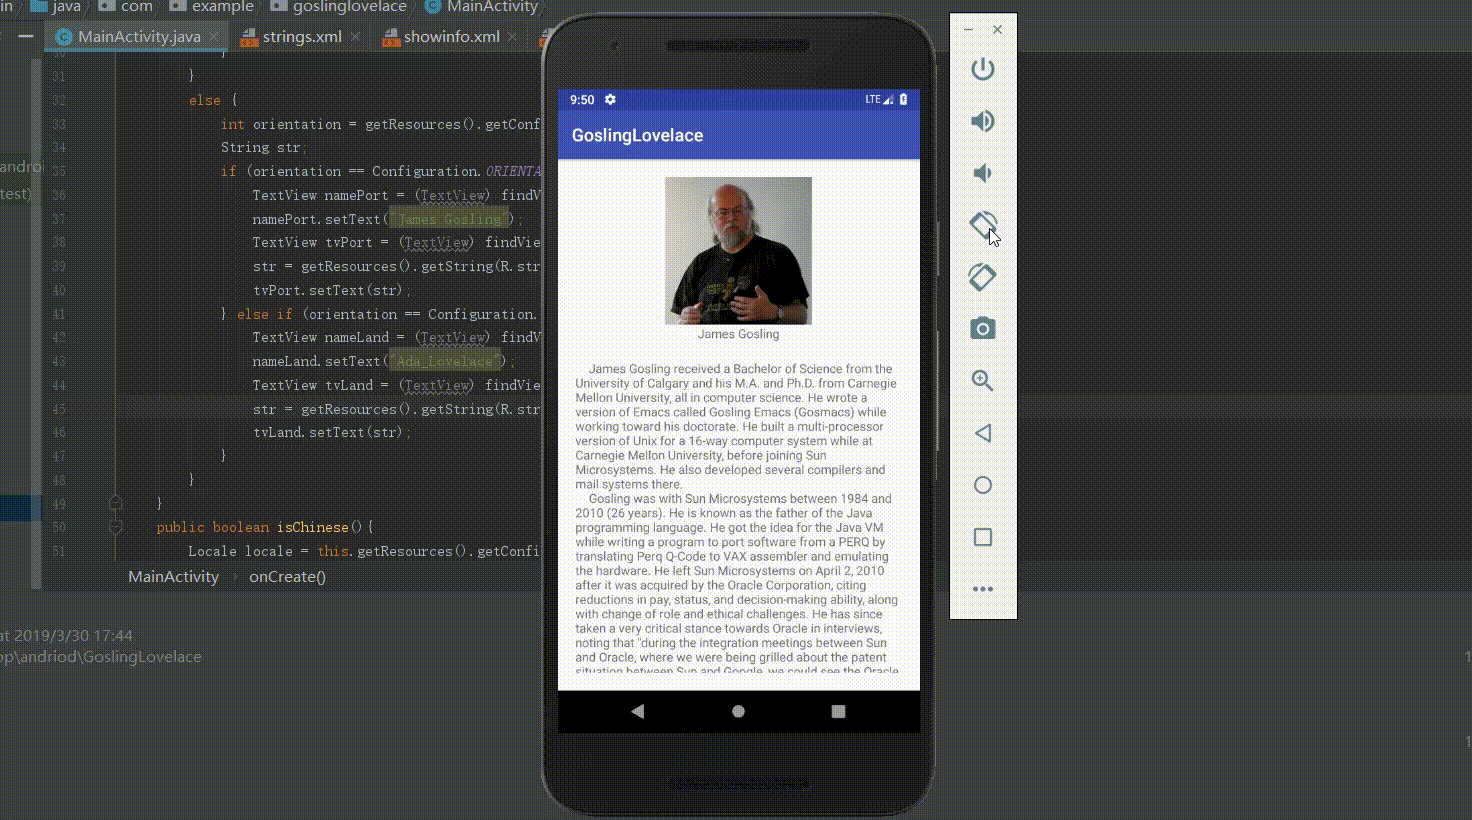 in java com example goslinglovelace MainActivity
MainActivity.java strings.xml showinfo.xml
31 }
32 else {
33 int orientation = getResources().getConf
34 String str;
35 if (orientation == Configuration.ORIENTA
36 TextView namePort = (TextView) findV
37 namePort.setText("James Gosling");
38 TextView tvPort = (TextView) findVie
39 str = getResources().getString(R.str
40 tvPort.setText(str);
41 } else if (orientation == Configuration.
42 TextView nameLand = (TextView) findV
43 nameLand.setText("Ada_Lovelace");
44 TextView tvLand = (TextView) findVie
45 str = getResources().getString(R.str
46 tvLand.setText(str);
47 }
48 }
49 }
50 public boolean isChinese(){
51 Locale locale = this.getResources().getConfi
MainActivity › onCreate()
andro
test)
at 2019/3/30 17:44
op\andriod\GoslingLovelace
9:50 LTE
GoslingLovelace
James Gosling
James Gosling received a Bachelor of Science from the
University of Calgary and his M.A. and Ph.D. from Carnegie
Mellon University, all in computer science. He wrote a
version of Emacs called Gosling Emacs (Gosmacs) while
working toward his doctorate. He built a multi-processor
version of Unix for a 16-way computer system while at
Carnegie Mellon University, before joining Sun
Microsystems. He also developed several compilers and
mail systems there.
Gosling was with Sun Microsystems between 1984 and
2010 (26 years). He is known as the father of the Java
programming language. He got the idea for the Java VM
while writing a program to port software from a PERQ by
translating Perq Q-Code to VAX assembler and emulating
the hardware. He left Sun Microsystems on April 2, 2010
after it was acquired by the Oracle Corporation, citing
reductions in pay, status, and decision-making ability, along
with change of role and ethical challenges. He has since
taken a very critical stance towards Oracle in interviews,
noting that "during the integration meetings between Sun
and Oracle, where we were being grilled about the patent
situation between Sun and Google, we could see the Oracle